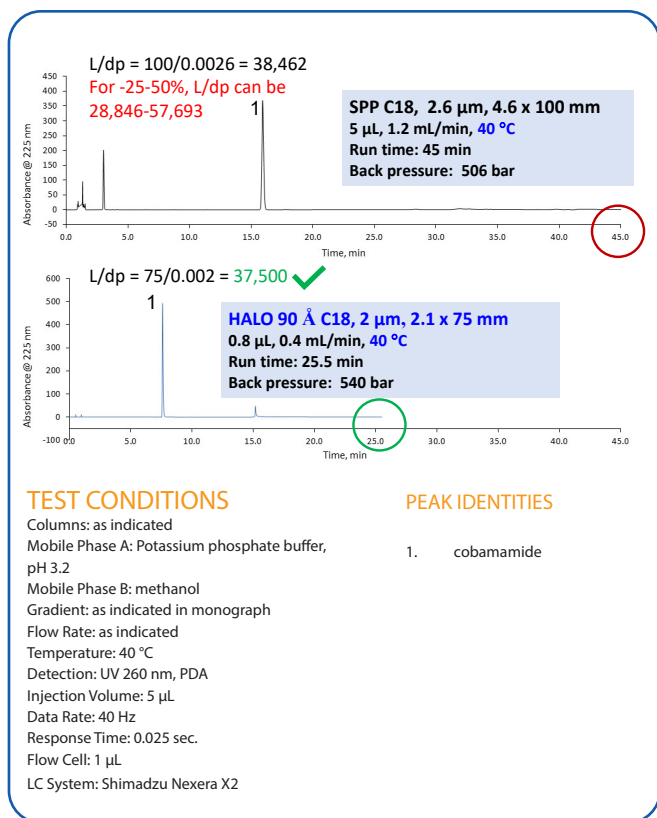 L/dp = 100/0.0026 = 38,462
For -25-50%, L/dp can be
28,846-57,693
1
SPP C18, 2.6 µm, 4.6 x 100 mm
5 µL, 1.2 mL/min, 40 °C
Run time: 45 min
Back pressure: 506 bar
Absorbance @ 225 nm
450
400
350
300
250
200
150
100
50
0
-50
0.0 5.0 10.0 15.0 20.0 25.0 30.0 35.0 40.0 45.0
Time, min
L/dp = 75/0.002 = 37,500
1
HALO 90 Å C18, 2 µm, 2.1 x 75 mm
0.8 µL, 0.4 mL/min, 40 °C
Run time: 25.5 min
Back pressure: 540 bar
Absorbance @ 225 nm
600
500
400
300
200
100
0
-100
0.0 5.0 10.0 15.0 20.0 25.0 30.0 35.0 40.0 45.0
Time, min
TEST CONDITIONS
Columns: as indicated
Mobile Phase A: Potassium phosphate buffer,
pH 3.2
Mobile Phase B: methanol
Gradient: as indicated in monograph
Flow Rate: as indicated
Temperature: 40 °C
Detection: UV 260 nm, PDA
Injection Volume: 5 µL
Data Rate: 40 Hz
Response Time: 0.025 sec.
Flow Cell: 1 µL
LC System: Shimadzu Nexera X2
PEAK IDENTITIES
1. cobamamide